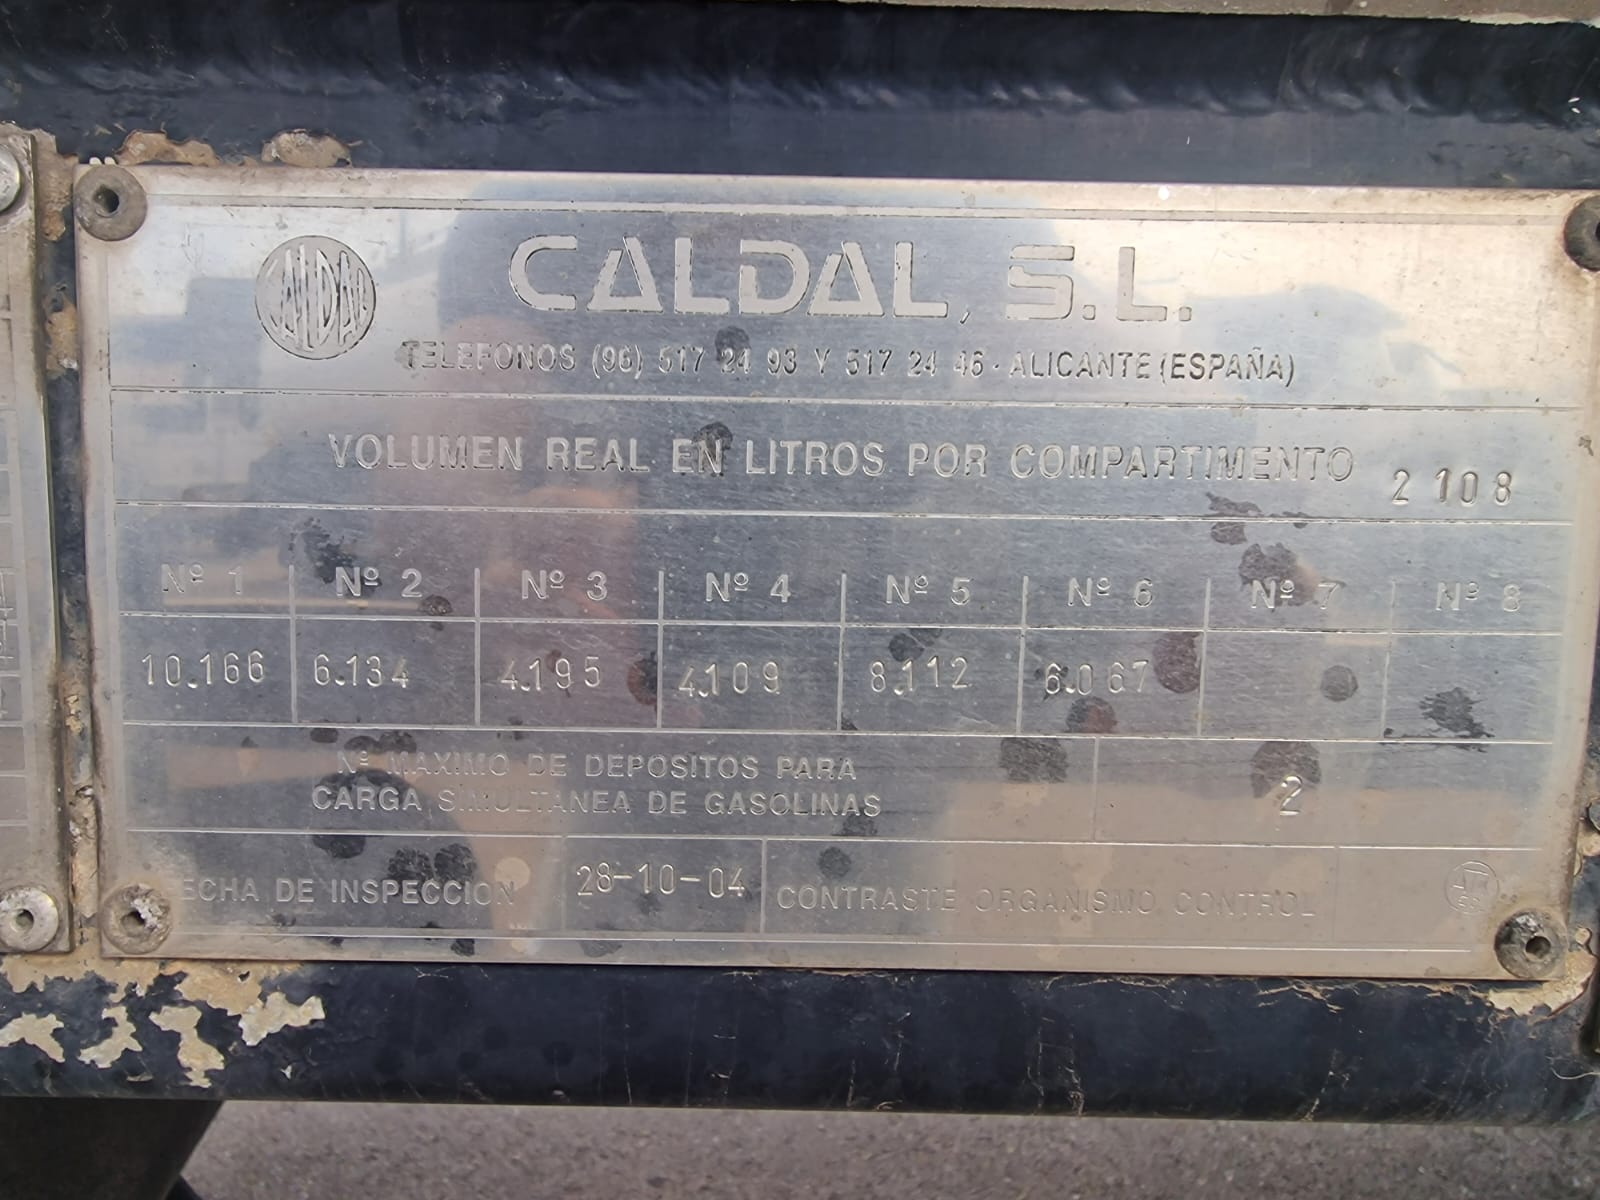 CALDAL
CALDAL, S.L.
TELEFONOS (96) 517 24 93 Y 517 24 46 - ALICANTE (ESPAÑA)
VOLUMEN REAL EN LITROS POR COMPARTIMENTO 2 108
Nº 1 Nº 2 Nº 3 Nº 4 Nº 5 Nº 6 Nº 7 Nº 8
10.166 6.134 4.195 4.109 8.112 6.067
Nº MAXIMO DE DEPOSITOS PARA
CARGA SIMULTANEA DE GASOLINAS
2
FECHA DE INSPECCION 28-10-04 CONTRASTE ORGANISMO CONTROL